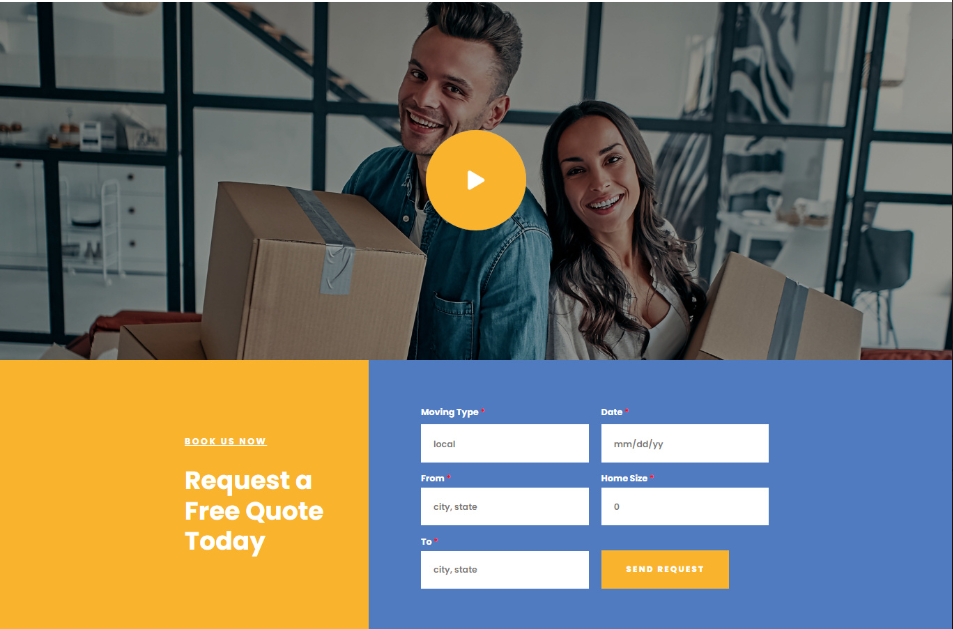 BOOK US NOW
Request a
Free Quote
Today
Moving Type *
local
Date *
mm/dd/yy
From *
city, state
Home Size *
0
To *
city, state
SEND REQUEST